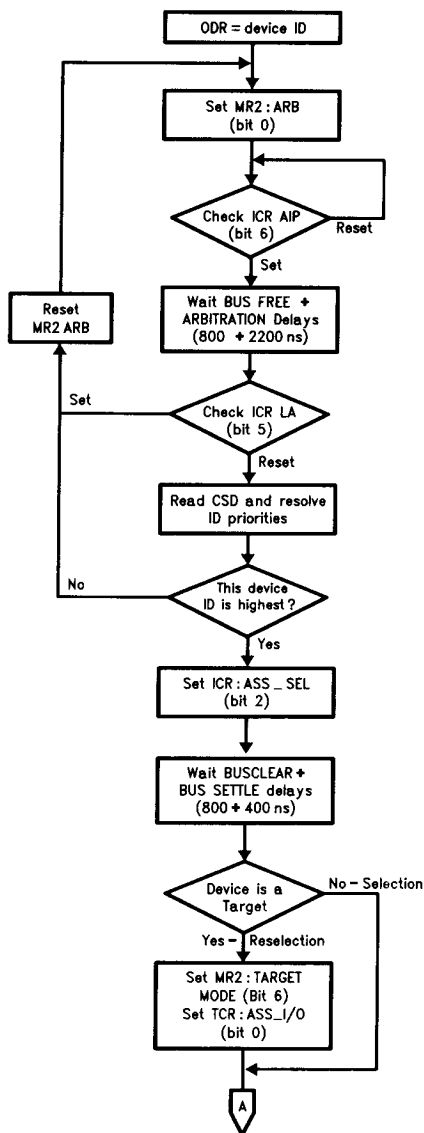 ODR = device ID
Set MR2 : ARB
(bit 0)
Check ICR AIP
(bit 6)
Reset
Set
Wait BUS FREE +
ARBITRATION Delays
(800 + 2200 ns)
Reset
MR2 ARB
Set
Check ICR LA
(bit 5)
Reset
Read CSD and resolve
ID priorities
No
This device
ID is highest?
Yes
Set ICR : ASS _ SEL
(bit 2)
Wait BUSCLEAR +
BUS SETTLE delays
(800 + 400 ns)
Device is a
Target
No – Selection
Yes – Reselection
Set MR2 : TARGET
MODE (Bit 6)
Set TCR : ASS_I/O
(bit 0)
A